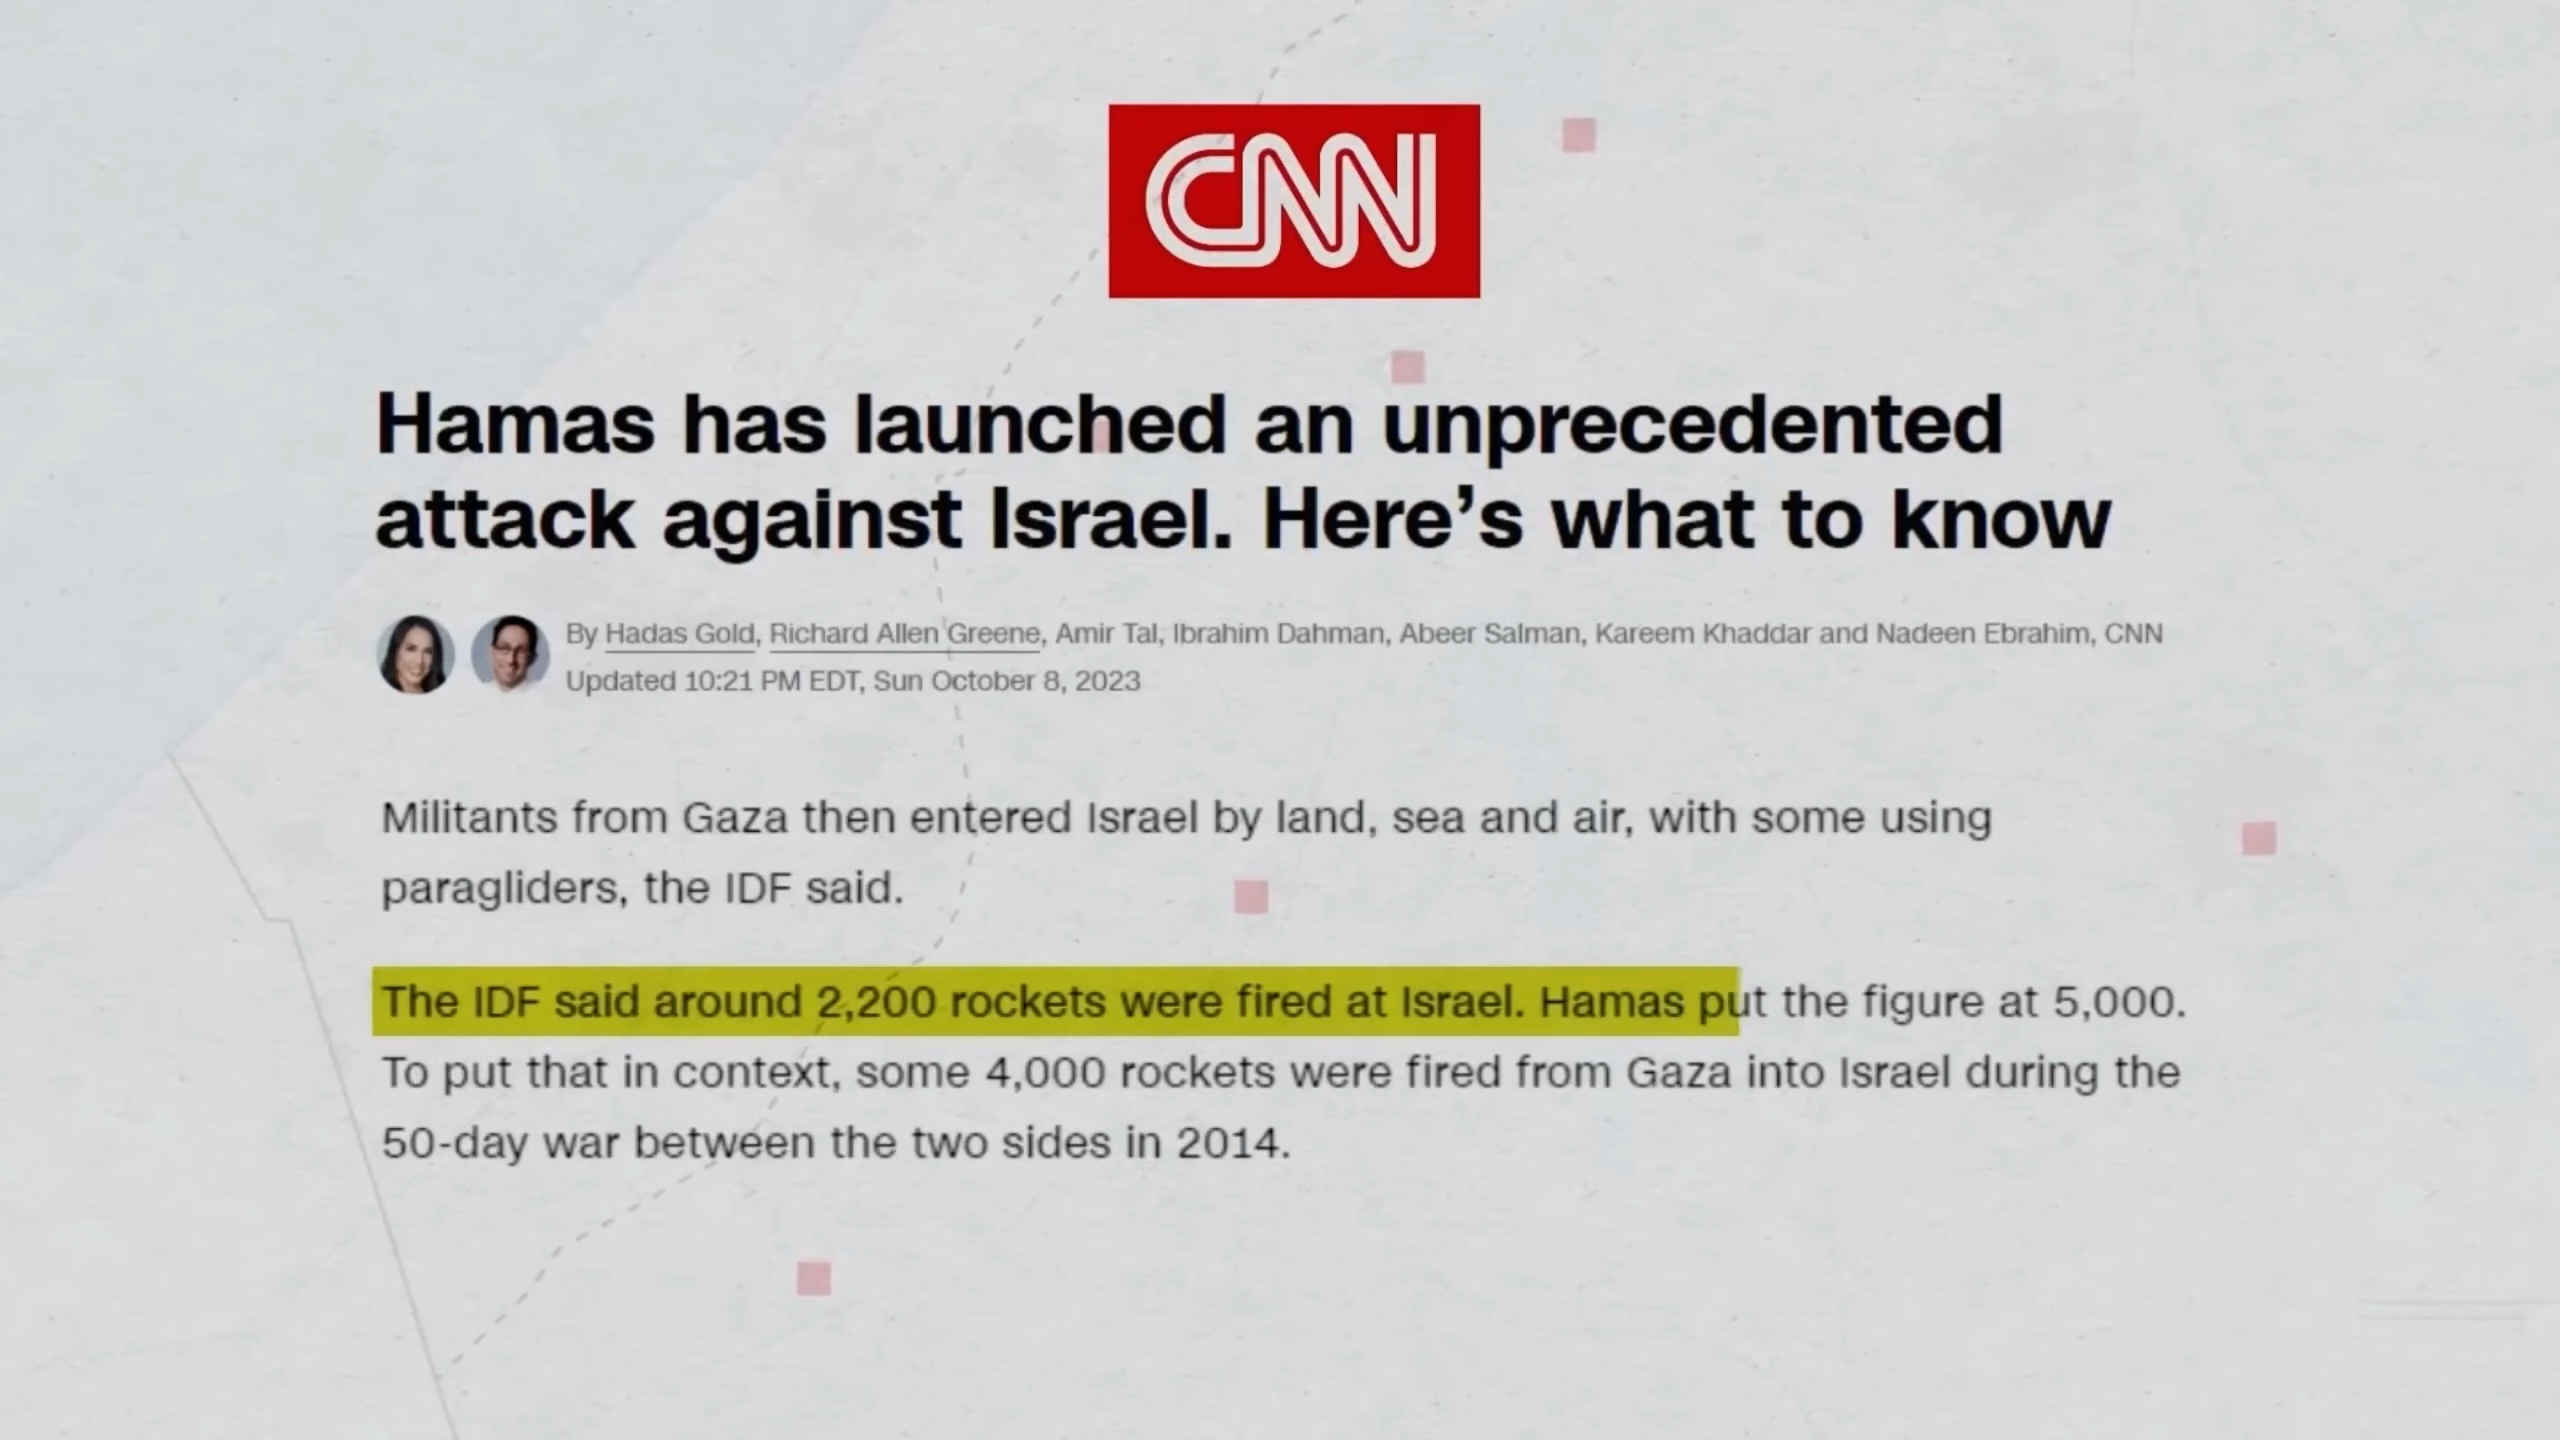 CNN
Hamas has launched an unprecedented
attack against Israel. Here’s what to know
By Hadas Gold, Richard Allen Greene, Amir Tal, Ibrahim Dahman, Abeer Salman, Kareem Khaddar and Nadeen Ebrahim, CNN
Updated 10:21 PM EDT, Sun October 8, 2023
Militants from Gaza then entered Israel by land, sea and air, with some using
paragliders, the IDF said.
The IDF said around 2,200 rockets were fired at Israel. Hamas put the figure at 5,000.
To put that in context, some 4,000 rockets were fired from Gaza into Israel during the
50-day war between the two sides in 2014.